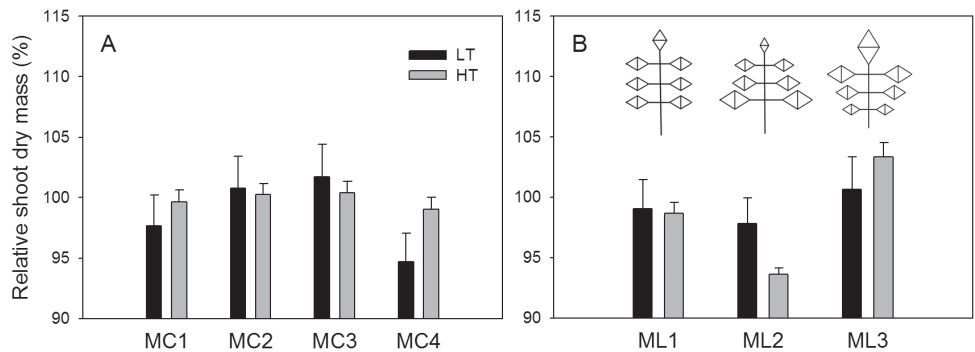 Relative shoot dry mass (%)
115
110
105
100
95
90
A
LT
HT
MC1 MC2 MC3 MC4
115
110
105
100
95
90
B
ML1 ML2 ML3